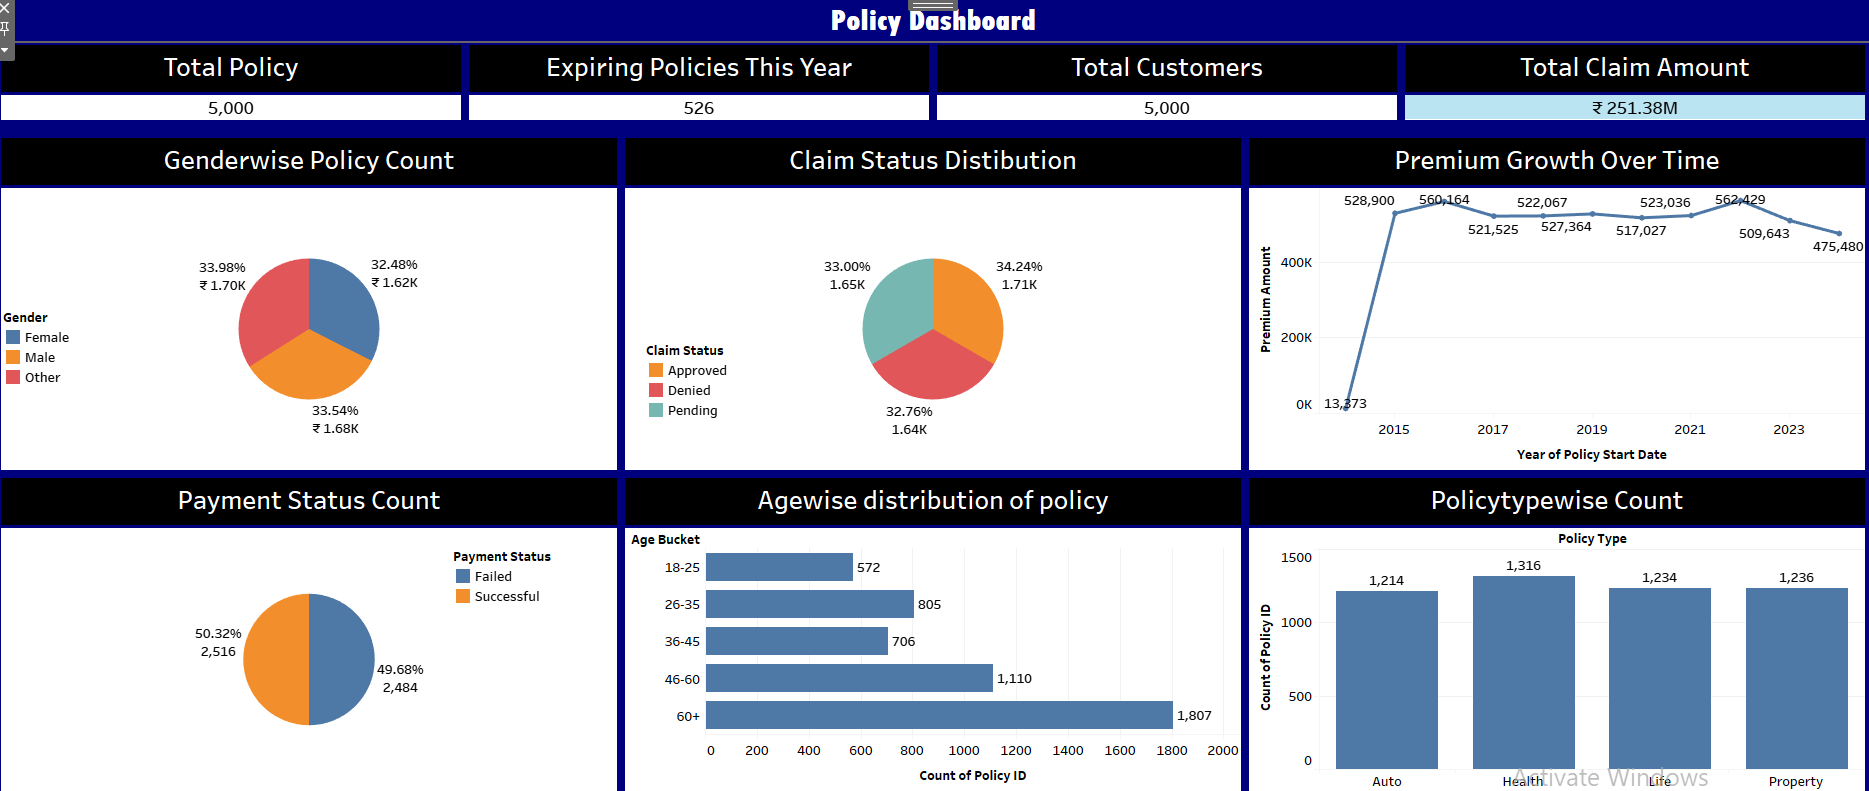 Policy Dashboard
Total Policy
5,000
Expiring Policies This Year
526
Total Customers
5,000
Total Claim Amount
₹ 251.38M
Genderwise Policy Count
33.98%
₹ 1.70K
32.48%
₹ 1.62K
Gender
Female
Male
Other
33.54%
₹ 1.68K
Claim Status Distibution
33.00%
1.65K
34.24%
1.71K
Claim Status
Approved
Denied
Pending
32.76%
1.64K
Premium Growth Over Time
528,900
560,164
521,525
522,067
527,364
517,027
523,036
562,429
509,643
475,480
13,373
Premium Amount
400K
200K
0K
2015 2017 2019 2021 2023
Year of Policy Start Date
Payment Status Count
Payment Status
Failed
Successful
50.32%
2,516
49.68%
2,484
Agewise distribution of policy
Age Bucket
18-25 572
26-35 805
36-45 706
46-60 1,110
60+ 1,807
0 200 400 600 800 1000 1200 1400 1600 1800 2000
Count of Policy ID
Policytypewise Count
Policy Type
Count of Policy ID
1500
1000
500
0
1,214 1,316 1,234 1,236
Auto Health Life Property
Activate Windows